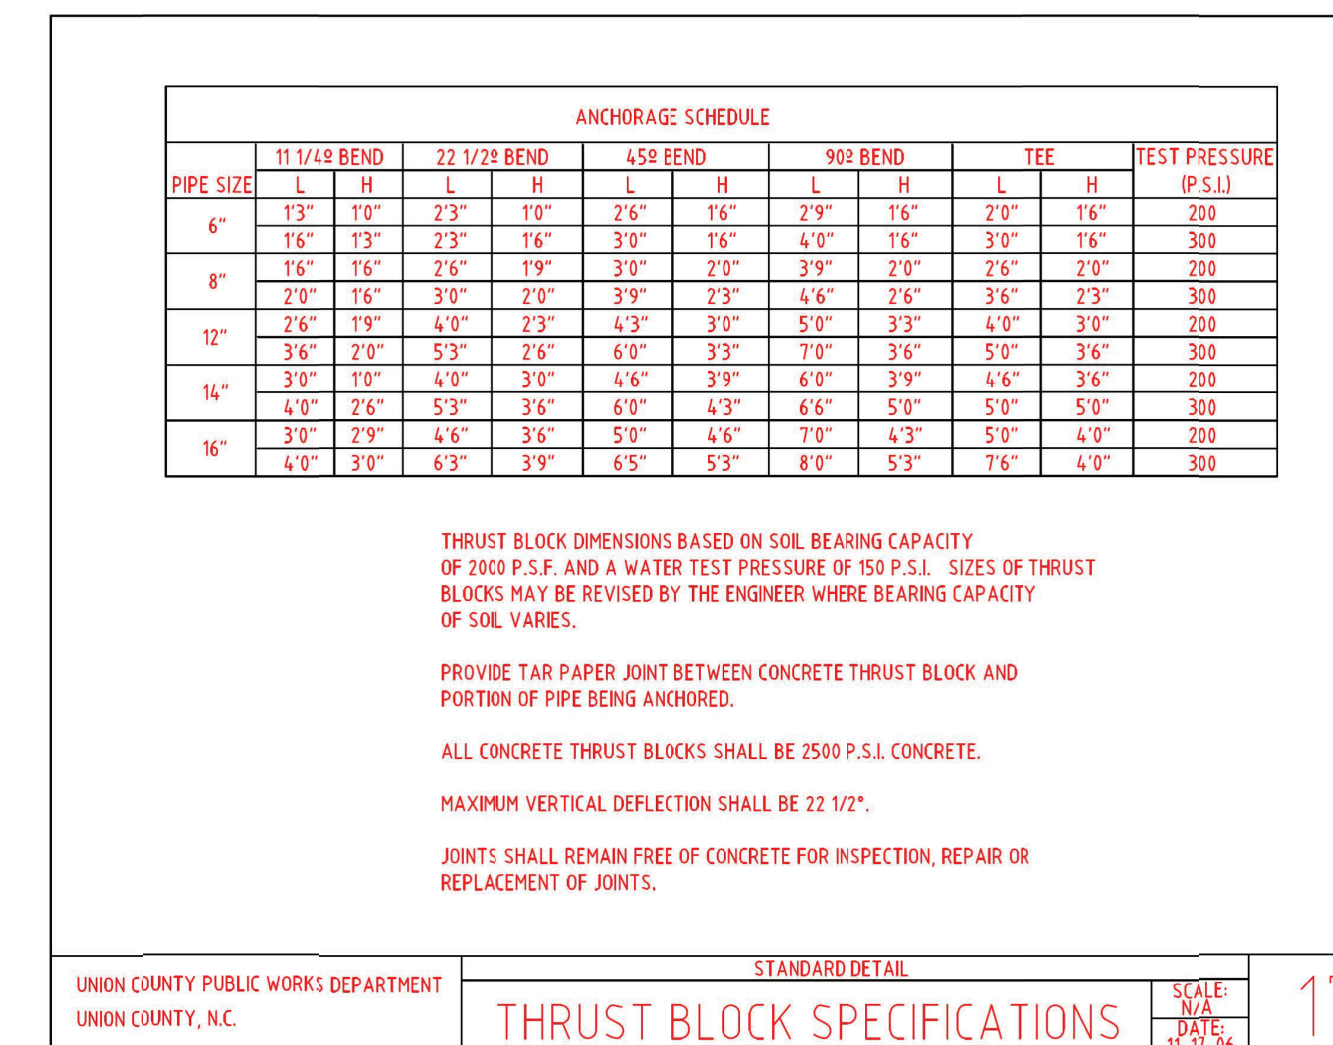 ANCHORAGE SCHEDULE
PIPE SIZE 11 1/4º BEND 22 1/2º BEND 45º BEND 90º BEND TEE TEST PRESSURE (P.S.I.)
L H L H L H L H L H
6" 1'3" 1'0" 2'3" 1'0" 2'6" 1'6" 2'9" 1'6" 2'0" 1'6" 200
1'6" 1'3" 2'3" 1'6" 3'0" 1'6" 4'0" 1'6" 3'0" 1'6" 300
8" 1'6" 1'6" 2'6" 1'9" 3'0" 2'0" 3'9" 2'0" 2'6" 2'0" 200
2'0" 1'6" 3'0" 2'0" 3'9" 2'3" 4'6" 2'6" 3'6" 2'3" 300
12" 2'6" 1'9" 4'0" 2'3" 4'3" 3'0" 5'0" 3'3" 4'0" 3'0" 200
3'6" 2'0" 5'3" 2'6" 6'0" 3'3" 7'0" 3'6" 5'0" 3'6" 300
14" 3'0" 1'0" 4'0" 3'0" 4'6" 3'9" 6'0" 3'9" 4'6" 3'6" 200
4'0" 2'6" 5'3" 3'6" 6'0" 4'3" 6'6" 5'0" 5'0" 5'0" 300
16" 3'0" 2'9" 4'6" 3'6" 5'0" 4'6" 7'0" 4'3" 5'0" 4'0" 200
4'0" 3'0" 6'3" 3'9" 6'5" 5'3" 8'0" 5'3" 7'6" 4'0" 300
THRUST BLOCK DIMENSIONS BASED ON SOIL BEARING CAPACITY
OF 2000 P.S.F. AND A WATER TEST PRESSURE OF 150 P.S.I. SIZES OF THRUST
BLOCKS MAY BE REVISED BY THE ENGINEER WHERE BEARING CAPACITY
OF SOIL VARIES.
PROVIDE TAR PAPER JOINT BETWEEN CONCRETE THRUST BLOCK AND
PORTION OF PIPE BEING ANCHORED.
ALL CONCRETE THRUST BLOCKS SHALL BE 2500 P.S.I. CONCRETE.
MAXIMUM VERTICAL DEFLECTION SHALL BE 22 1/2°.
JOINTS SHALL REMAIN FREE OF CONCRETE FOR INSPECTION, REPAIR OR
REPLACEMENT OF JOINTS.
UNION COUNTY PUBLIC WORKS DEPARTMENT
UNION COUNTY, N.C.
STANDARD DETAIL
THRUST BLOCK SPECIFICATIONS
SCALE:
N/A
DATE:
11-17-06